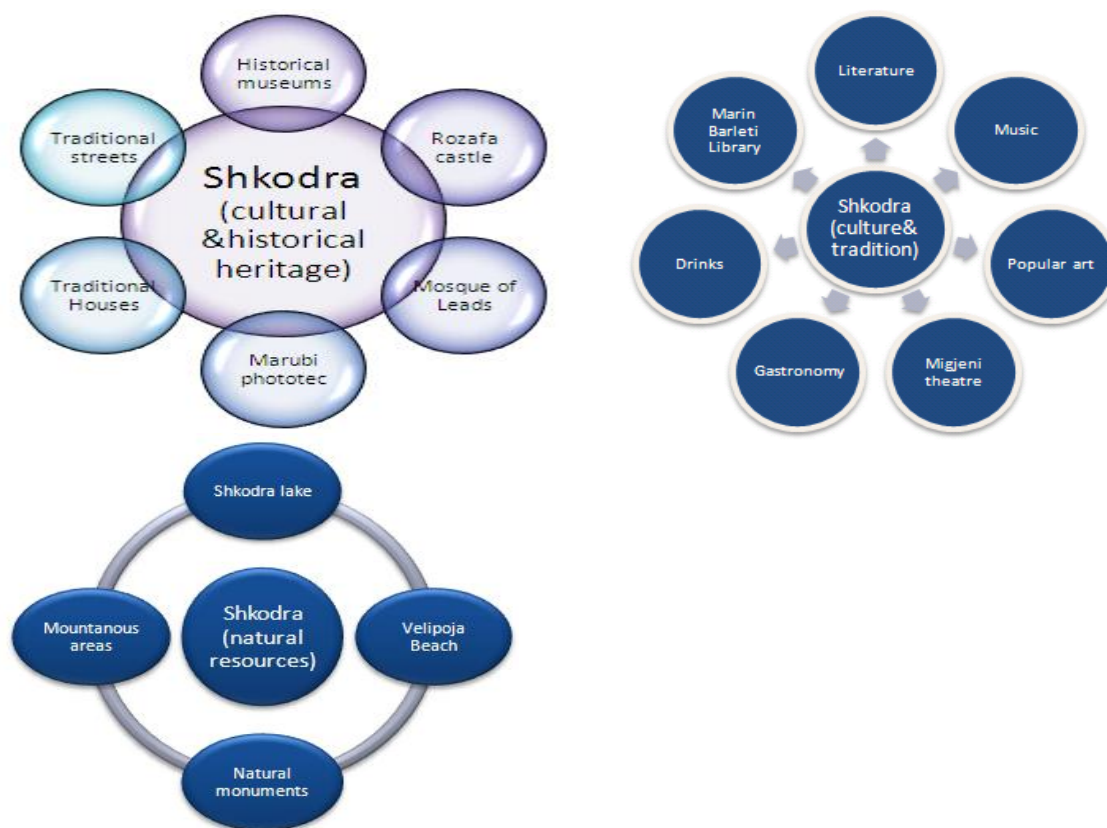 Historical
museums
Rozafa
castle
Mosque of
Leads
Marubi
phototec
Traditional
Houses
Traditional
streets
Shkodra
(cultural
&historical
heritage)
Literature
Music
Popular art
Migjeni
theatre
Gastronomy
Drinks
Marin
Barleti
Library
Shkodra
(culture&
tradition)
Shkodra lake
Velipoja
Beach
Natural
monuments
Mountanous
areas
Shkodra
(natural
resources)